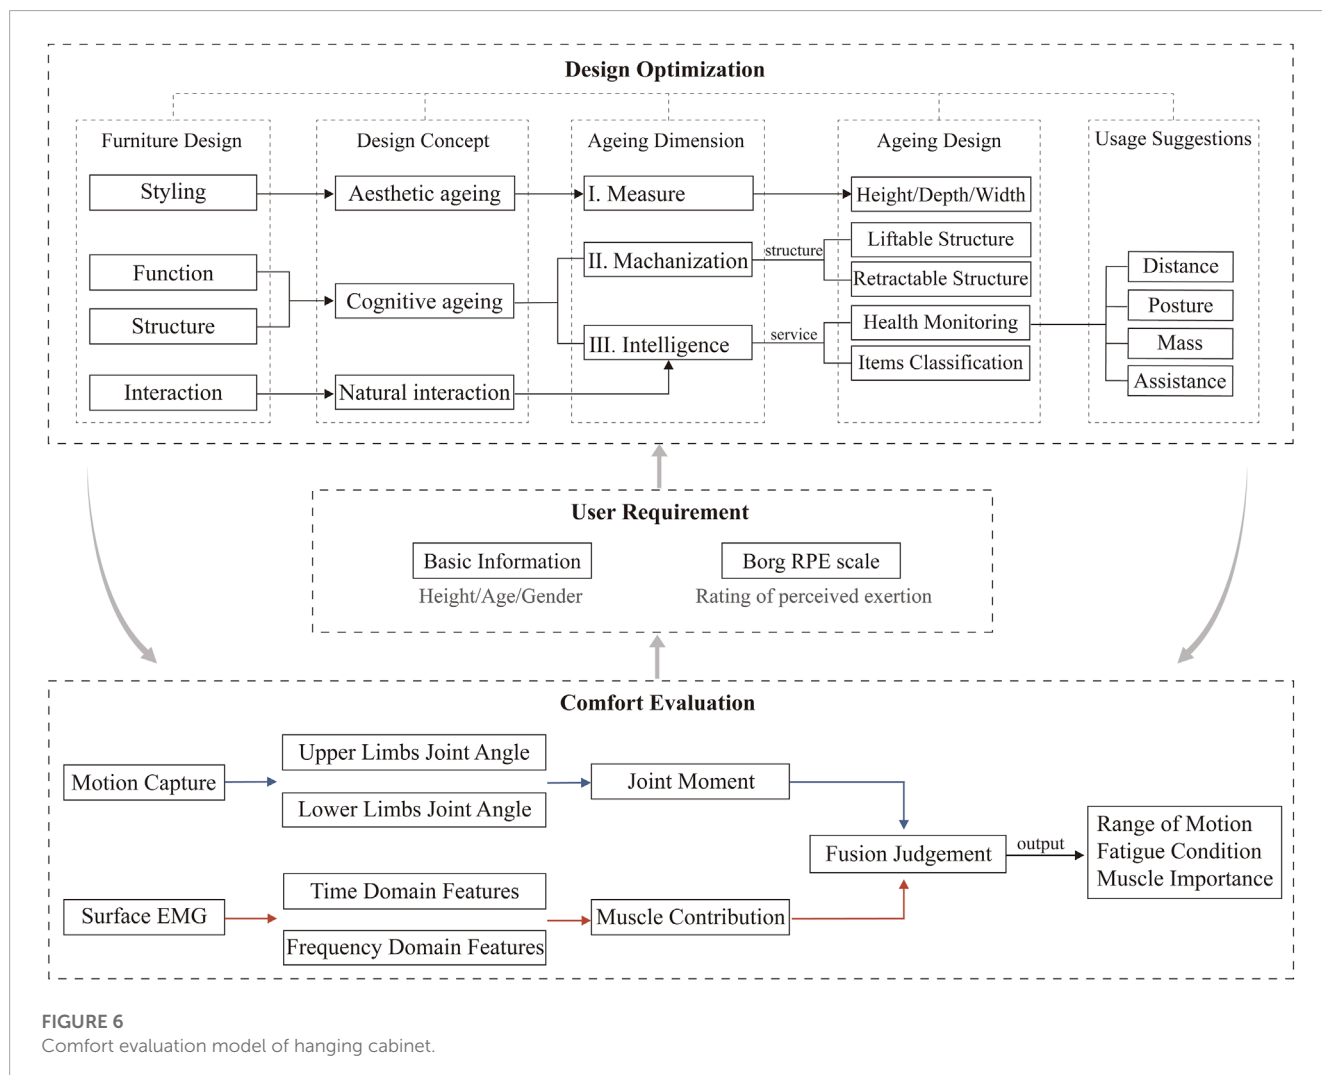 Design Optimization
Furniture Design
Design Concept
Ageing Dimension
Ageing Design
Usage Suggestions
Styling
Aesthetic ageing
I. Measure
Height/Depth/Width
Function
Structure
Cognitive ageing
II. Machanization
structure
Liftable Structure
Retractable Structure
III. Intelligence
service
Health Monitoring
Items Classification
Distance
Posture
Mass
Assistance
Interaction
Natural interaction
User Requirement
Basic Information
Height/Age/Gender
Borg RPE scale
Rating of perceived exertion
Comfort Evaluation
Motion Capture
Upper Limbs Joint Angle
Lower Limbs Joint Angle
Joint Moment
Surface EMG
Time Domain Features
Frequency Domain Features
Muscle Contribution
Fusion Judgement
output
Range of Motion
Fatigue Condition
Muscle Importance
FIGURE 6
Comfort evaluation model of hanging cabinet.